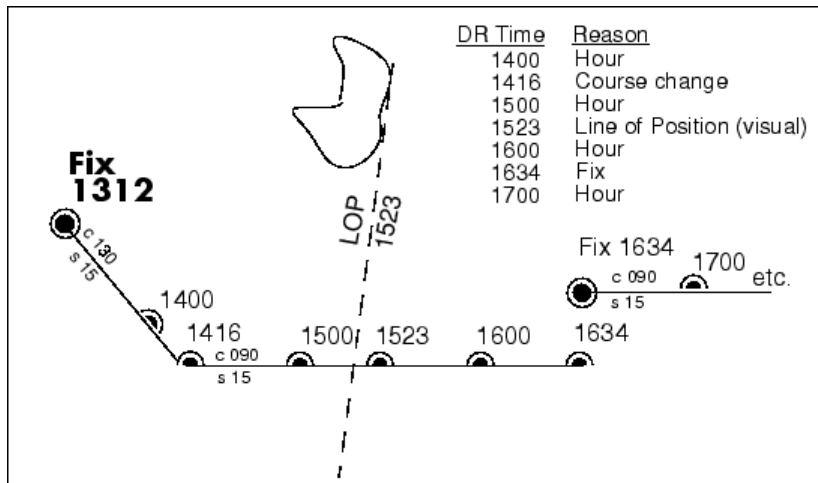 DR Time Reason
1400 Hour
1416 Course change
1500 Hour
1523 Line of Position (visual)
1600 Hour
1634 Fix
1700 Hour
Fix
1312
c 130
s 15
1400
1416
c 090
s 15
1500
LOP
1523
1523
1600
1634
Fix 1634
c 090
s 15
1700
etc.